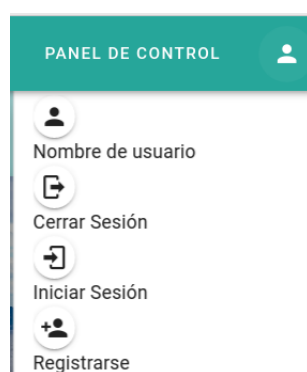 PANEL DE CONTROL
Nombre de usuario
Cerrar Sesión
Iniciar Sesión
Registrarse